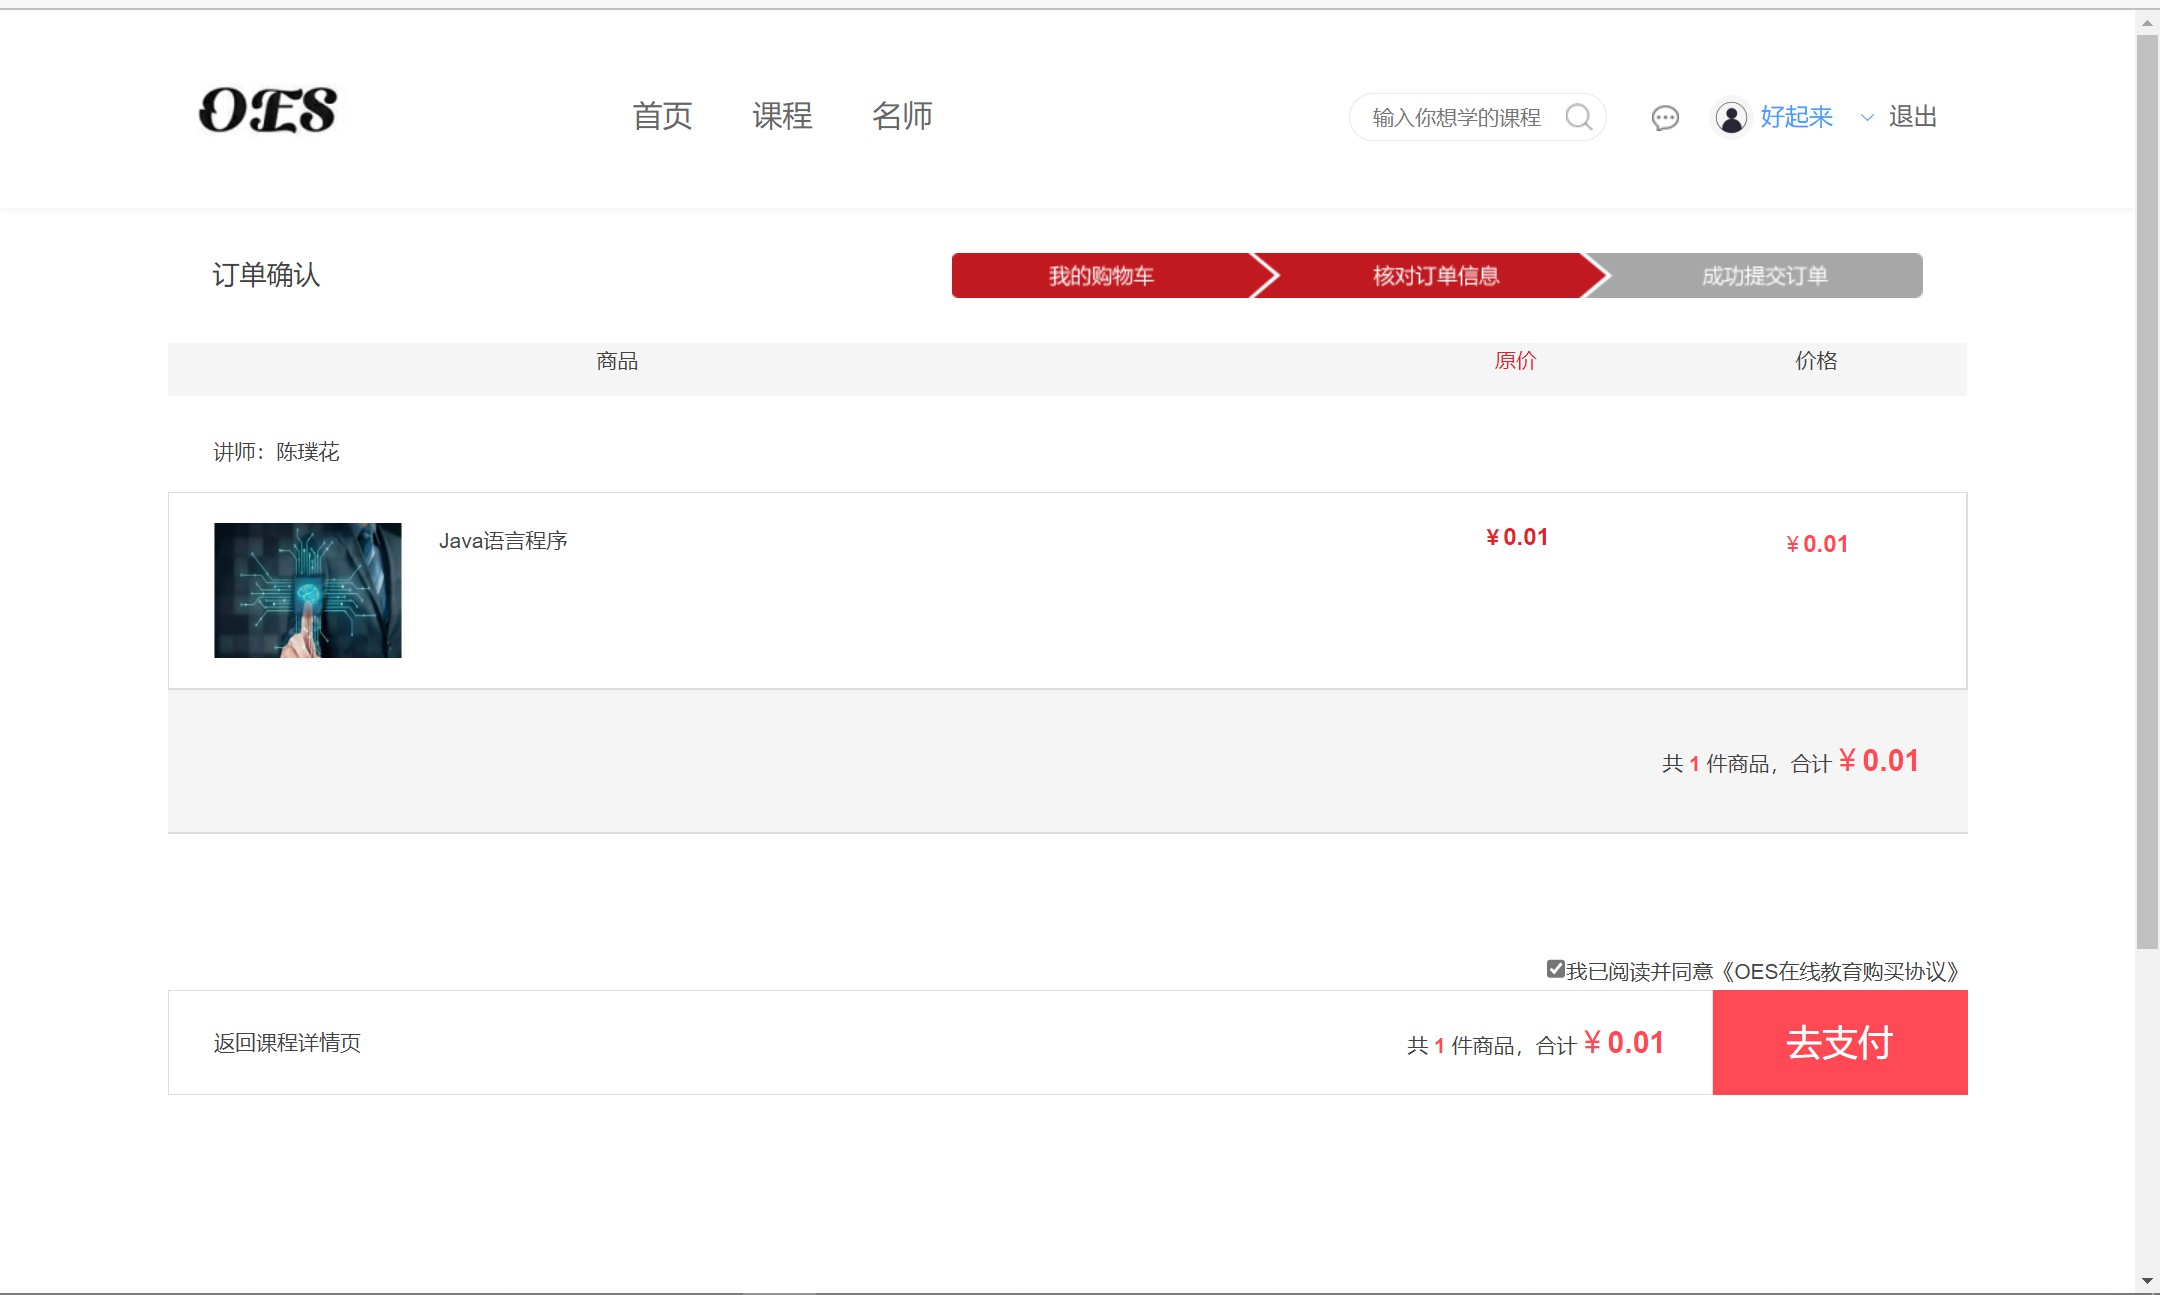 OES
首页 课程 名师
输入你想学的课程
好起来
退出
订单确认
我的购物车
核对订单信息
成功提交订单
商品 原价 价格
讲师：陈璞花
Java语言程序
¥0.01
¥0.01
共 1 件商品，合计 ¥0.01
我已阅读并同意《OES在线教育购买协议》
返回课程详情页
共 1 件商品，合计 ¥0.01
去支付